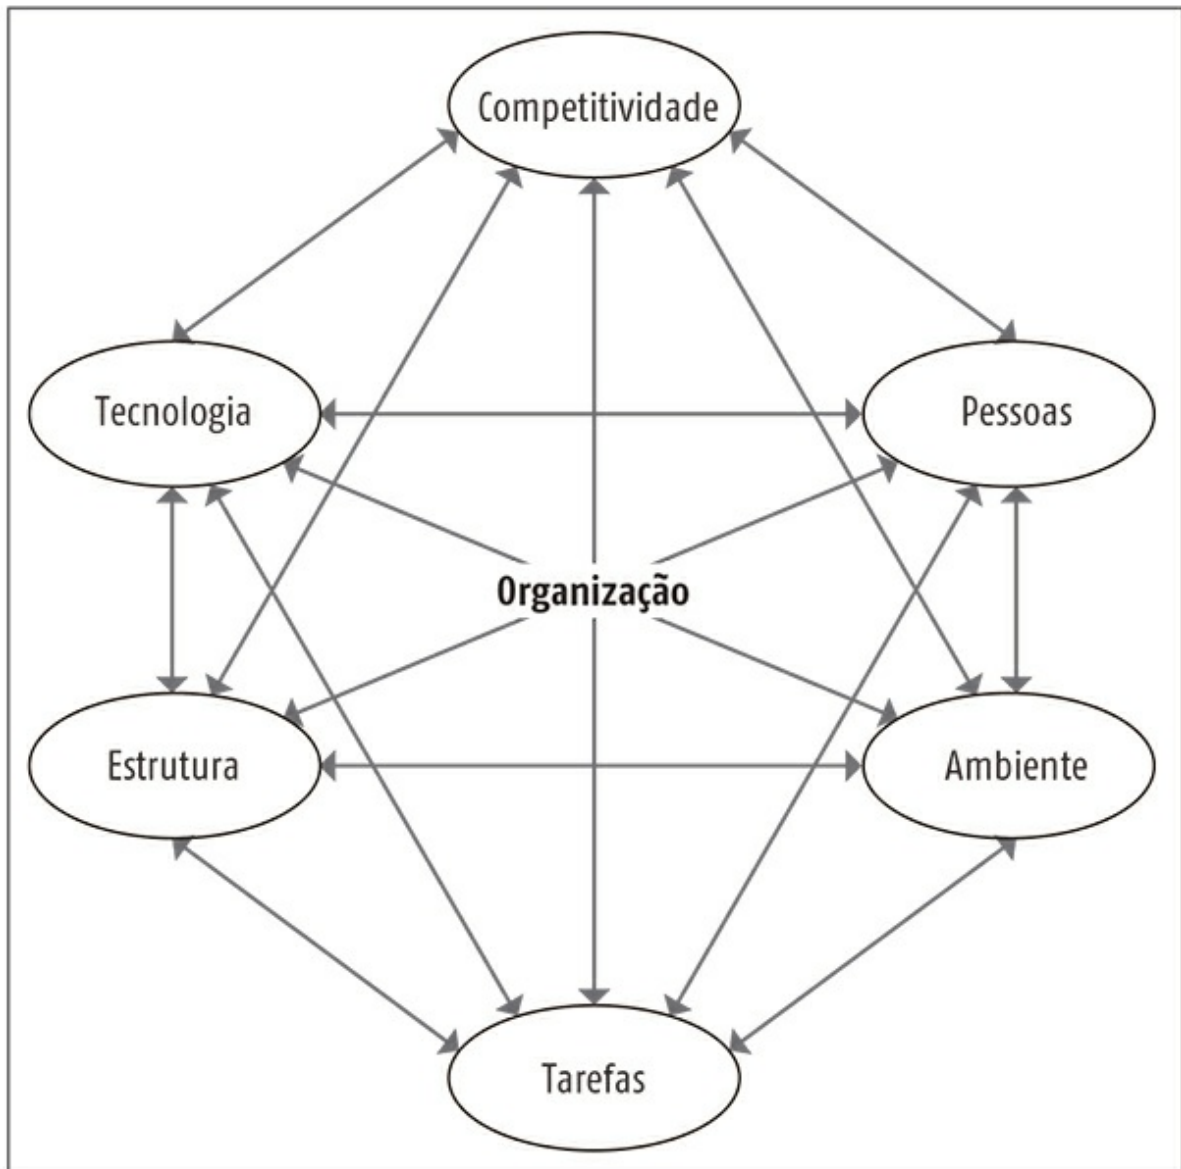 Competitividade
Tecnologia
Pessoas
Organização
Estrutura
Ambiente
Tarefas